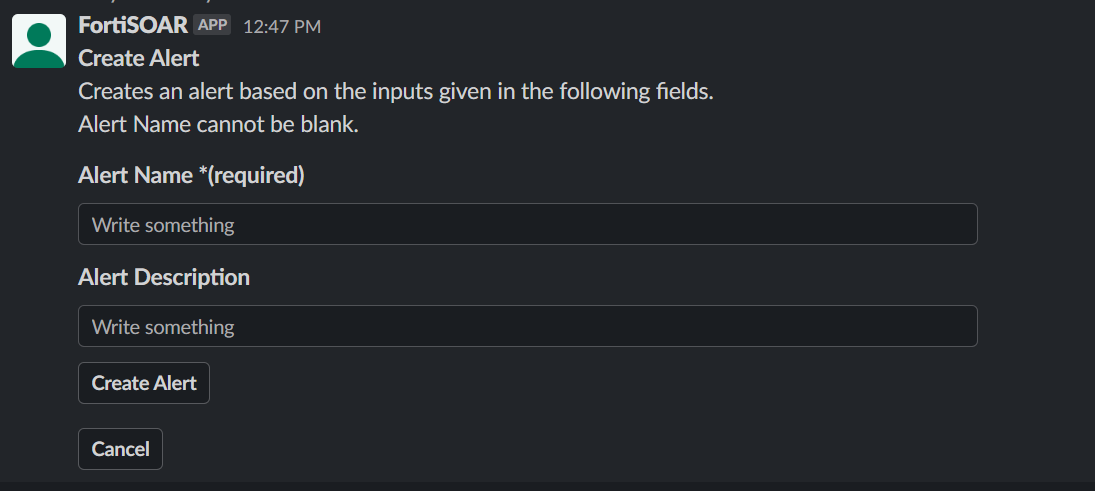 FortiSOAR APP 12:47 PM
Create Alert
Creates an alert based on the inputs given in the following fields.
Alert Name cannot be blank.
Alert Name *(required)
Write something
Alert Description
Write something
Create Alert
Cancel